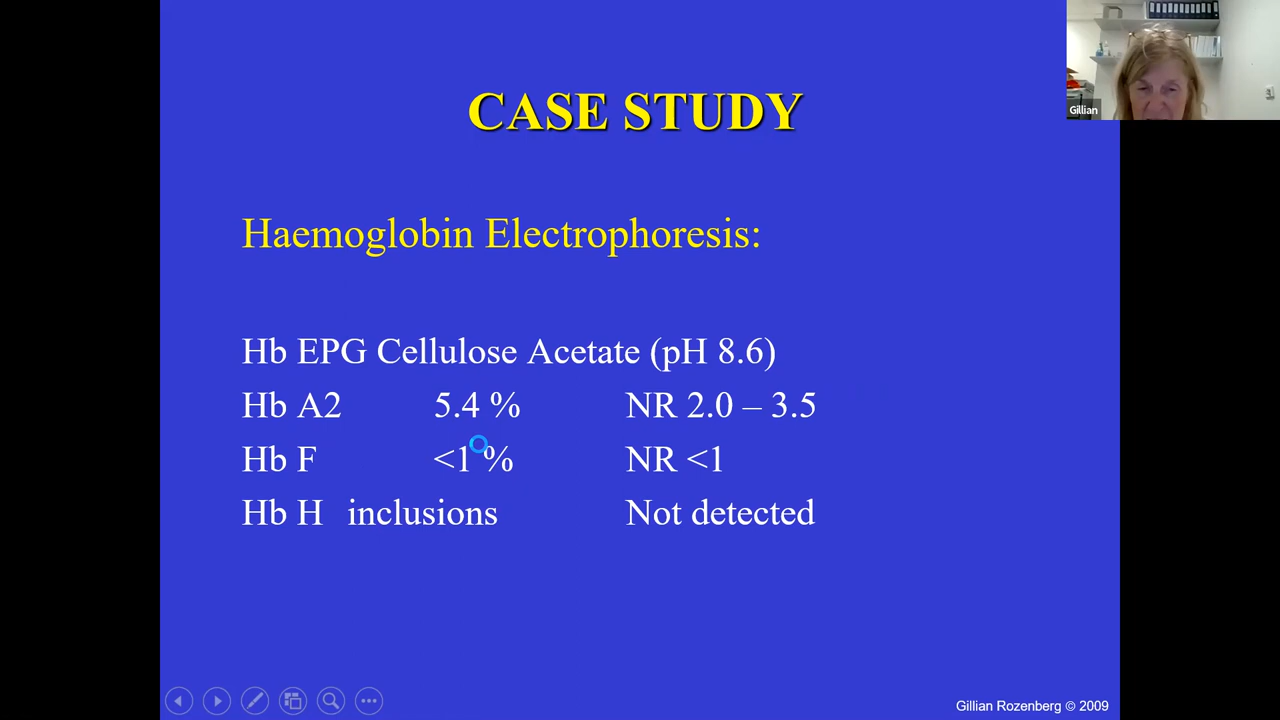 CASE STUDY
Gillian
Haemoglobin Electrophoresis:
Hb EPG Cellulose Acetate (pH 8.6)
Hb A2 5.4 % NR 2.0 – 3.5
Hb F <1 % NR <1
Hb H inclusions Not detected
Gillian Rozenberg © 2009